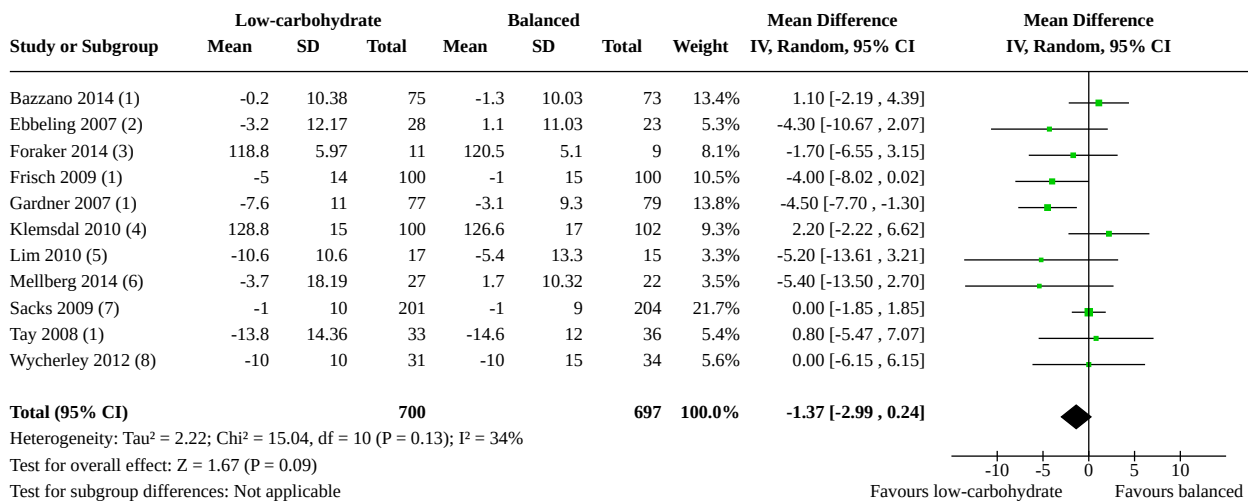 Low-carbohydrate Balanced Mean Difference Mean Difference
Study or Subgroup Mean SD Total Mean SD Total Weight IV, Random, 95% CI IV, Random, 95% CI
Bazzano 2014 (1) -0.2 10.38 75 -1.3 10.03 73 13.4% 1.10 [-2.19 , 4.39]
Ebbeling 2007 (2) -3.2 12.17 28 1.1 11.03 23 5.3% -4.30 [-10.67 , 2.07]
Foraker 2014 (3) 118.8 5.97 11 120.5 5.1 9 8.1% -1.70 [-6.55 , 3.15]
Frisch 2009 (1) -5 14 100 -1 15 100 10.5% -4.00 [-8.02 , 0.02]
Gardner 2007 (1) -7.6 11 77 -3.1 9.3 79 13.8% -4.50 [-7.70 , -1.30]
Klemsdal 2010 (4) 128.8 15 100 126.6 17 102 9.3% 2.20 [-2.22 , 6.62]
Lim 2010 (5) -10.6 10.6 17 -5.4 13.3 15 3.3% -5.20 [-13.61 , 3.21]
Mellberg 2014 (6) -3.7 18.19 27 1.7 10.32 22 3.5% -5.40 [-13.50 , 2.70]
Sacks 2009 (7) -1 10 201 -1 9 204 21.7% 0.00 [-1.85 , 1.85]
Tay 2008 (1) -13.8 14.36 33 -14.6 12 36 5.4% 0.80 [-5.47 , 7.07]
Wycherley 2012 (8) -10 10 31 -10 15 34 5.6% 0.00 [-6.15 , 6.15]
Total (95% CI) 700 697 100.0% -1.37 [-2.99 , 0.24]
Heterogeneity: Tau² = 2.22; Chi² = 15.04, df = 10 (P = 0.13); I² = 34%
Test for overall effect: Z = 1.67 (P = 0.09)
Test for subgroup differences: Not applicable
-10 -5 0 5 10
Favours low-carbohydrate Favours balanced